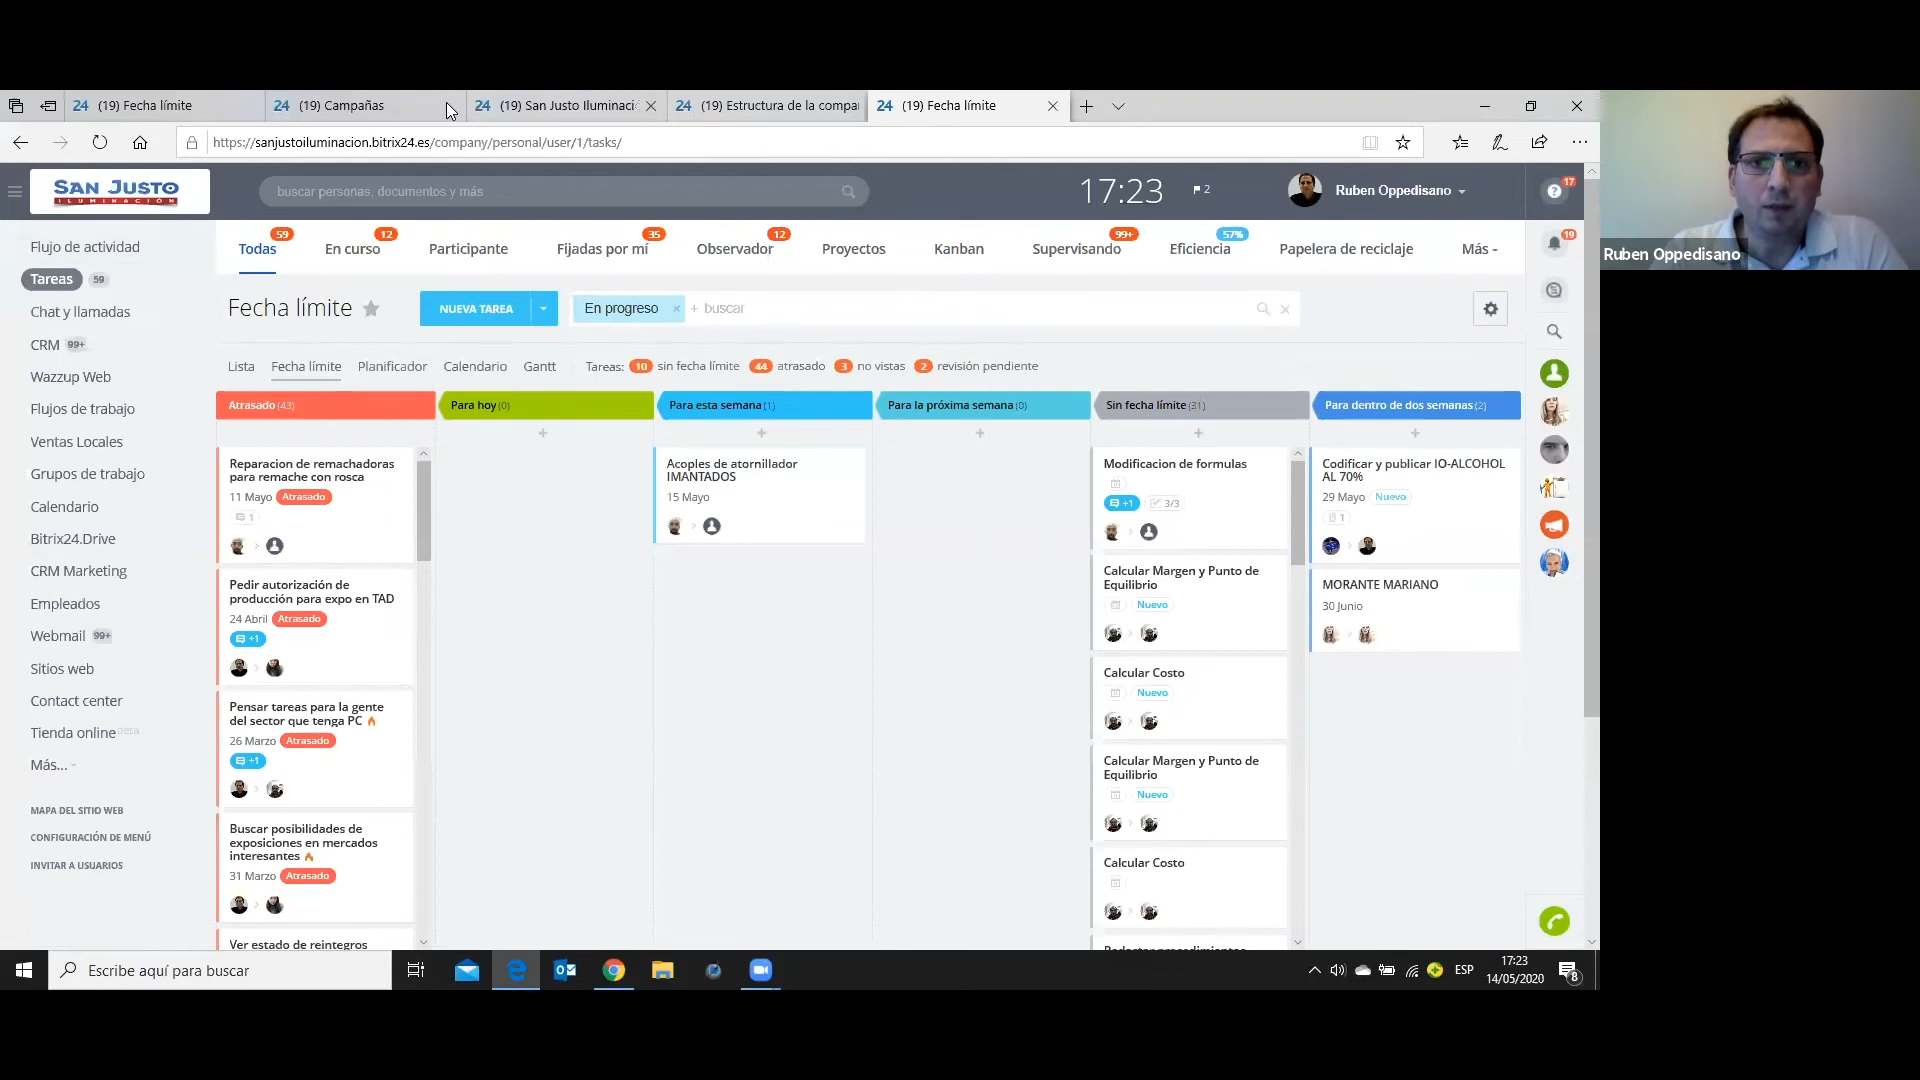 24 (19) Fecha límite
24 (19) Campañas
24 (19) San Justo Iluminaci
24 (19) Estructura de la compa
24 (19) Fecha límite
https://sanjustoiluminacion.bitrix24.es/company/personal/user/1/tasks/
SAN JUSTO
ILUMINACIÓN
buscar personas, documentos y más
17:23
2
Ruben Oppedisano
17
Ruben Oppedisano
Flujo de actividad
Tareas 59
Chat y llamadas
CRM 99+
Wazzup Web
Flujos de trabajo
Ventas Locales
Grupos de trabajo
Calendario
Bitrix24.Drive
CRM Marketing
Empleados
Webmail 99+
Sitios web
Contact center
Tienda online beta
Más...
MAPA DEL SITIO WEB
CONFIGURACIÓN DE MENÚ
INVITAR A USUARIOS
Todas 59
En curso 12
Participante
Fijadas por mí 35
Observador 12
Proyectos
Kanban
Supervisando 99+
Eficiencia 57%
Papelera de reciclaje
Más
19
Fecha límite
NUEVA TAREA
En progreso × + buscar
Lista Fecha límite Planificador Calendario Gantt
Tareas: 10 sin fecha límite 44 atrasado 3 no vistas 2 revisión pendiente
Atrasado (43)
Reparacion de remachadoras
para remache con rosca
11 Mayo Atrasado
1
Pedir autorización de
producción para expo en TAD
24 Abril Atrasado
+1
Pensar tareas para la gente
del sector que tenga PC
26 Marzo Atrasado
+1
Buscar posibilidades de
exposiciones en mercados
interesantes
31 Marzo Atrasado
Ver estado de reintegros
Para hoy (0)
+
Para esta semana (1)
+
Acoples de atornillador
IMANTADOS
15 Mayo
Para la próxima semana (0)
+
Sin fecha límite (31)
+
Modificacion de formulas
+1 3/3
Calcular Margen y Punto de
Equilibrio
Nuevo
Calcular Costo
Nuevo
Calcular Margen y Punto de
Equilibrio
Nuevo
Calcular Costo
Redactar procedimientos
Para dentro de dos semanas (2)
+
Codificar y publicar IO-ALCOHOL
AL 70%
29 Mayo Nuevo
1
MORANTE MARIANO
30 Junio
Escribe aquí para buscar
ESP
17:23
14/05/2020
8